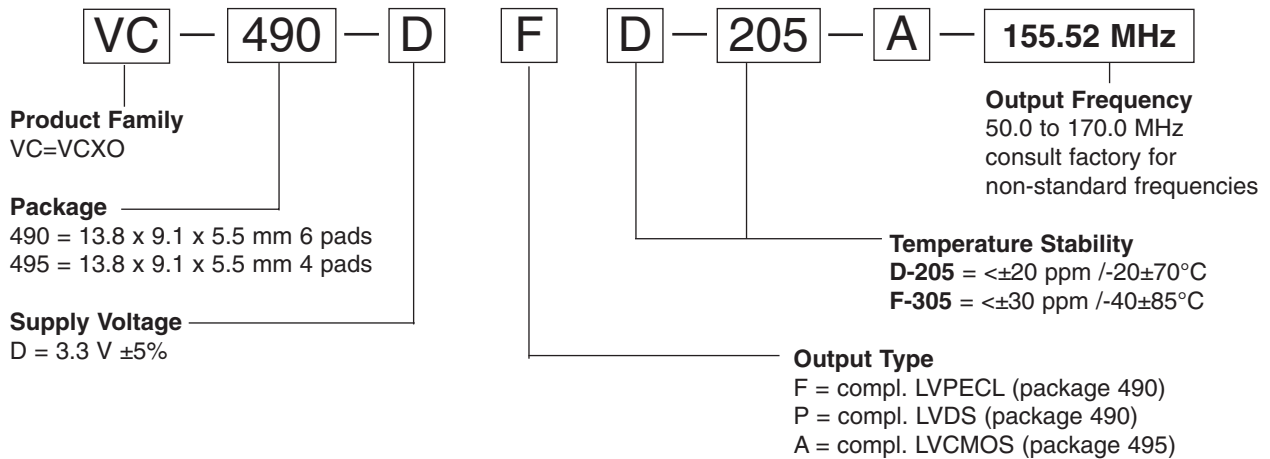 VC — 490 — D F D — 205 — A — 155.52 MHz
Product Family
VC=VCXO
Package
490 = 13.8 x 9.1 x 5.5 mm 6 pads
495 = 13.8 x 9.1 x 5.5 mm 4 pads
Supply Voltage
D = 3.3 V ±5%
Output Frequency
50.0 to 170.0 MHz
consult factory for
non-standard frequencies
Temperature Stability
D-205 = <±20 ppm /-20±70°C
F-305 = <±30 ppm /-40±85°C
Output Type
F = compl. LVPECL (package 490)
P = compl. LVDS (package 490)
A = compl. LVCMOS (package 495)